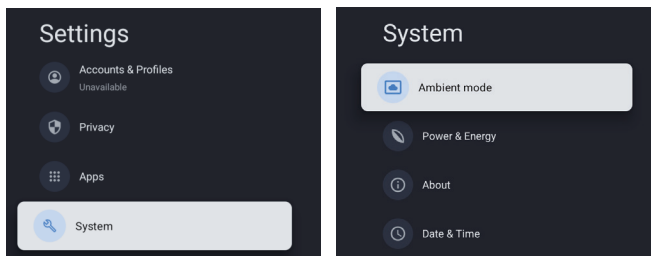 Settings
Accounts & Profiles
Unavailable
Privacy
Apps
System
System
Ambient mode
Power & Energy
About
Date & Time